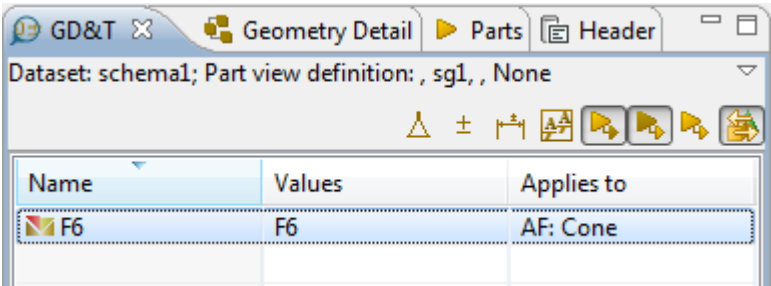 GD&T Geometry Detail Parts Header
Dataset: schema1; Part view definition: , sg1, , None
Name Values Applies to
F6 F6 AF: Cone